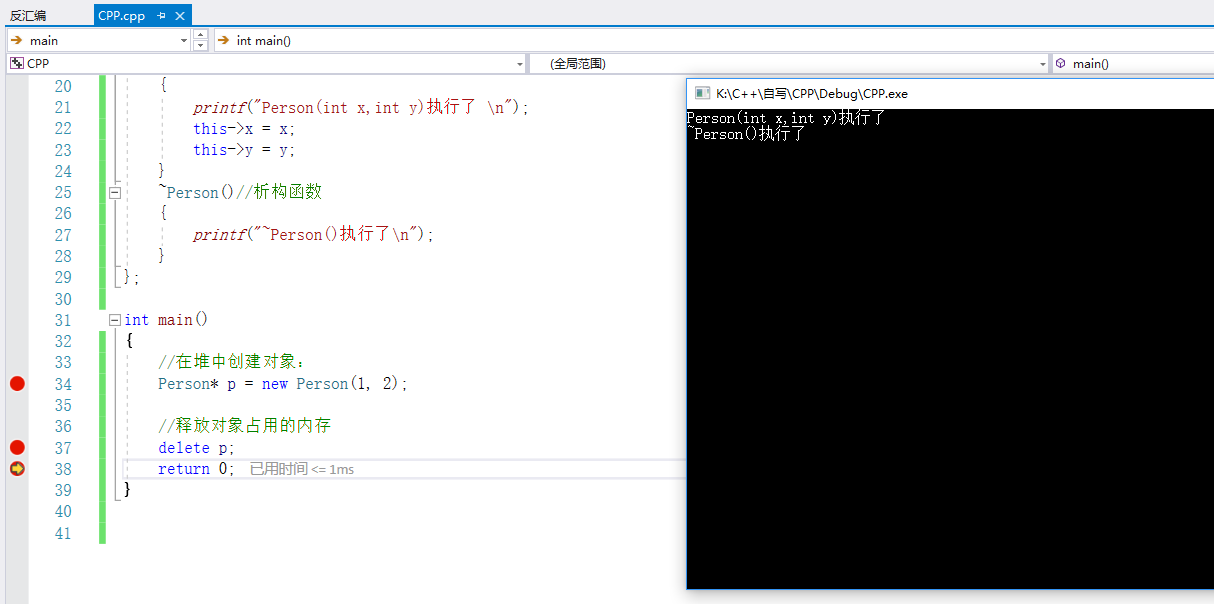 反汇编 CPP.cpp
main int main()
CPP (全局范围) main()
20 {
21 printf("Person(int x,int y)执行了 \n");
22 this->x = x;
23 this->y = y;
24 }
25 ~Person()//析构函数
26 {
27 printf("~Person()执行了\n");
28 }
29 };
30
31 int main()
32 {
33 //在堆中创建对象:
34 Person* p = new Person(1, 2);
35
36 //释放对象占用的内存
37 delete p;
38 return 0; 已用时间 <= 1ms
39 }
40
41
K:\C++\自写\CPP\Debug\CPP.exe
Person(int x,int y)执行了
~Person()执行了